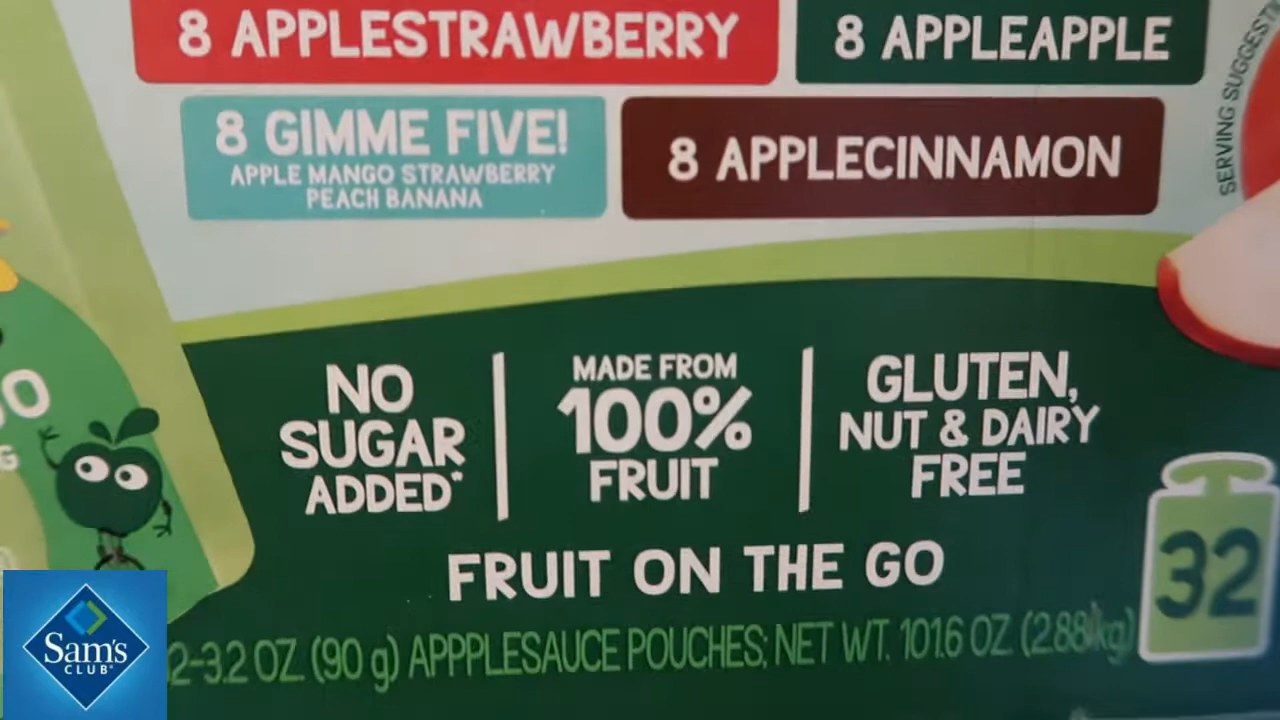 8 APPLESTRAWBERRY
8 APPLEAPPLE
8 GIMME FIVE!
APPLE MANGO STRAWBERRY
PEACH BANANA
8 APPLECINNAMON
NO
SUGAR
ADDED*
MADE FROM
100%
FRUIT
GLUTEN,
NUT & DAIRY
FREE
FRUIT ON THE GO
2-3.2 OZ. (90 g) APPPLESAUCE POUCHES; NET WT. 101.6 OZ. (2.88kg)
32
Sam's
CLUB
SERVING